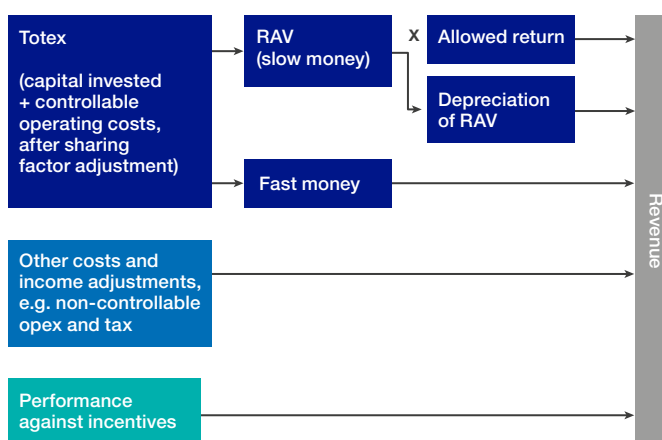 Totex
(capital invested
+ controllable
operating costs,
after sharing
factor adjustment)
RAV
(slow money)
x
Allowed return
Depreciation
of RAV
Fast money
Other costs and
income adjustments,
e.g. non-controllable
opex and tax
Performance
against incentives
Revenue